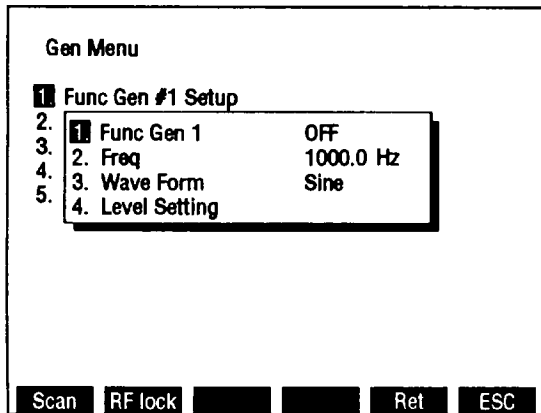 Gen Menu
1. Func Gen #1 Setup
2.
3.
4.
5.
1. Func Gen 1 OFF
2. Freq 1000.0 Hz
3. Wave Form Sine
4. Level Setting
Scan RF lock Ret ESC